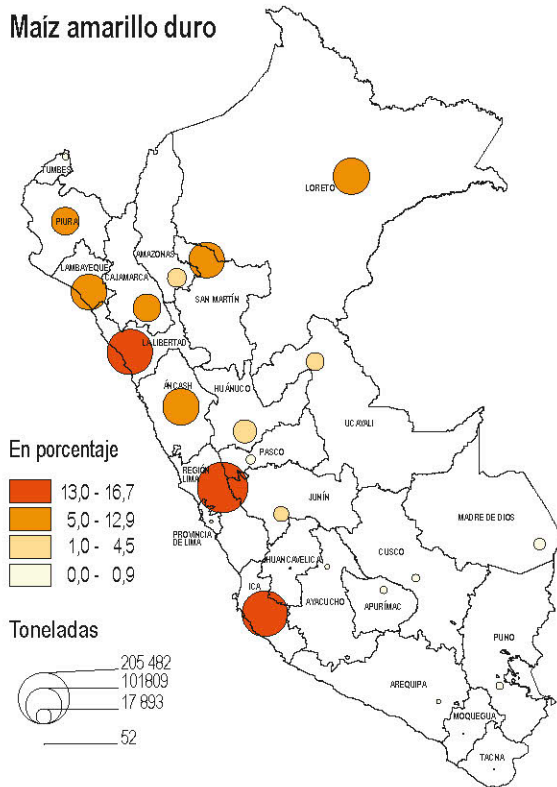 Maíz amarillo duro
TUMBES
LORETO
PIURA
AMAZONAS
LAMBAYEQUE
CAJAMARCA
SAN MARTÍN
LA LIBERTAD
ÁNCASH
HUÁNUCO
UCAYALI
PASCO
REGIÓN
LIMA
JUNÍN
MADRE DE DIOS
PROVINCIA
DE LIMA
CUSCO
HUANCAVELICA
ICA
AYACUCHO
APURÍMAC
PUNO
AREQUIPA
MOQUEGUA
TACNA
En porcentaje
13,0 - 16,7
5,0 - 12,9
1,0 - 4,5
0,0 - 0,9
Toneladas
205 482
101809
17 893
52